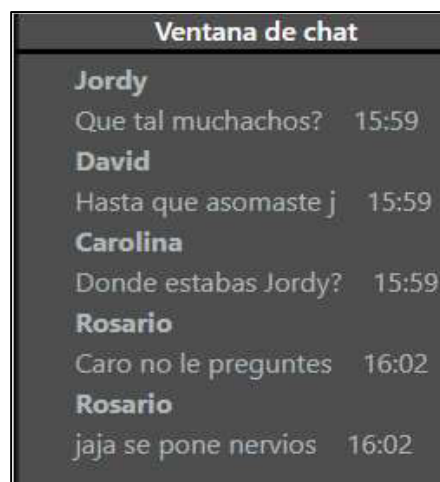 Ventana de chat
Jordy
Que tal muchachos? 15:59
David
Hasta que asomaste j 15:59
Carolina
Donde estabas Jordy? 15:59
Rosario
Caro no le preguntes 16:02
Rosario
jaja se pone nervios 16:02